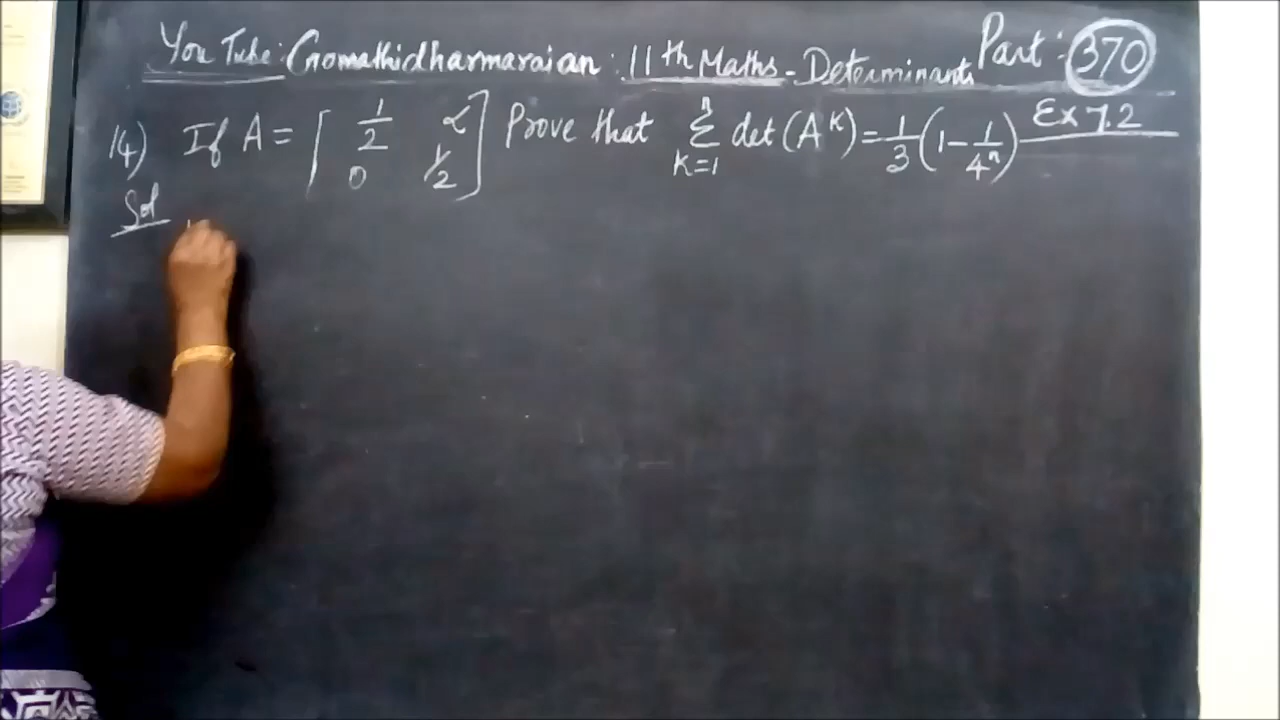 You Tube: Gomathidharmarajan: 11th Maths - Determinants Part: 370
Ex 7.2
14) If A = [ 1/2 α ; 0 1/2 ] Prove that Σ_{K=1}^{n} det(A^K) = 1/3 (1 - 1/4^n)
Sol